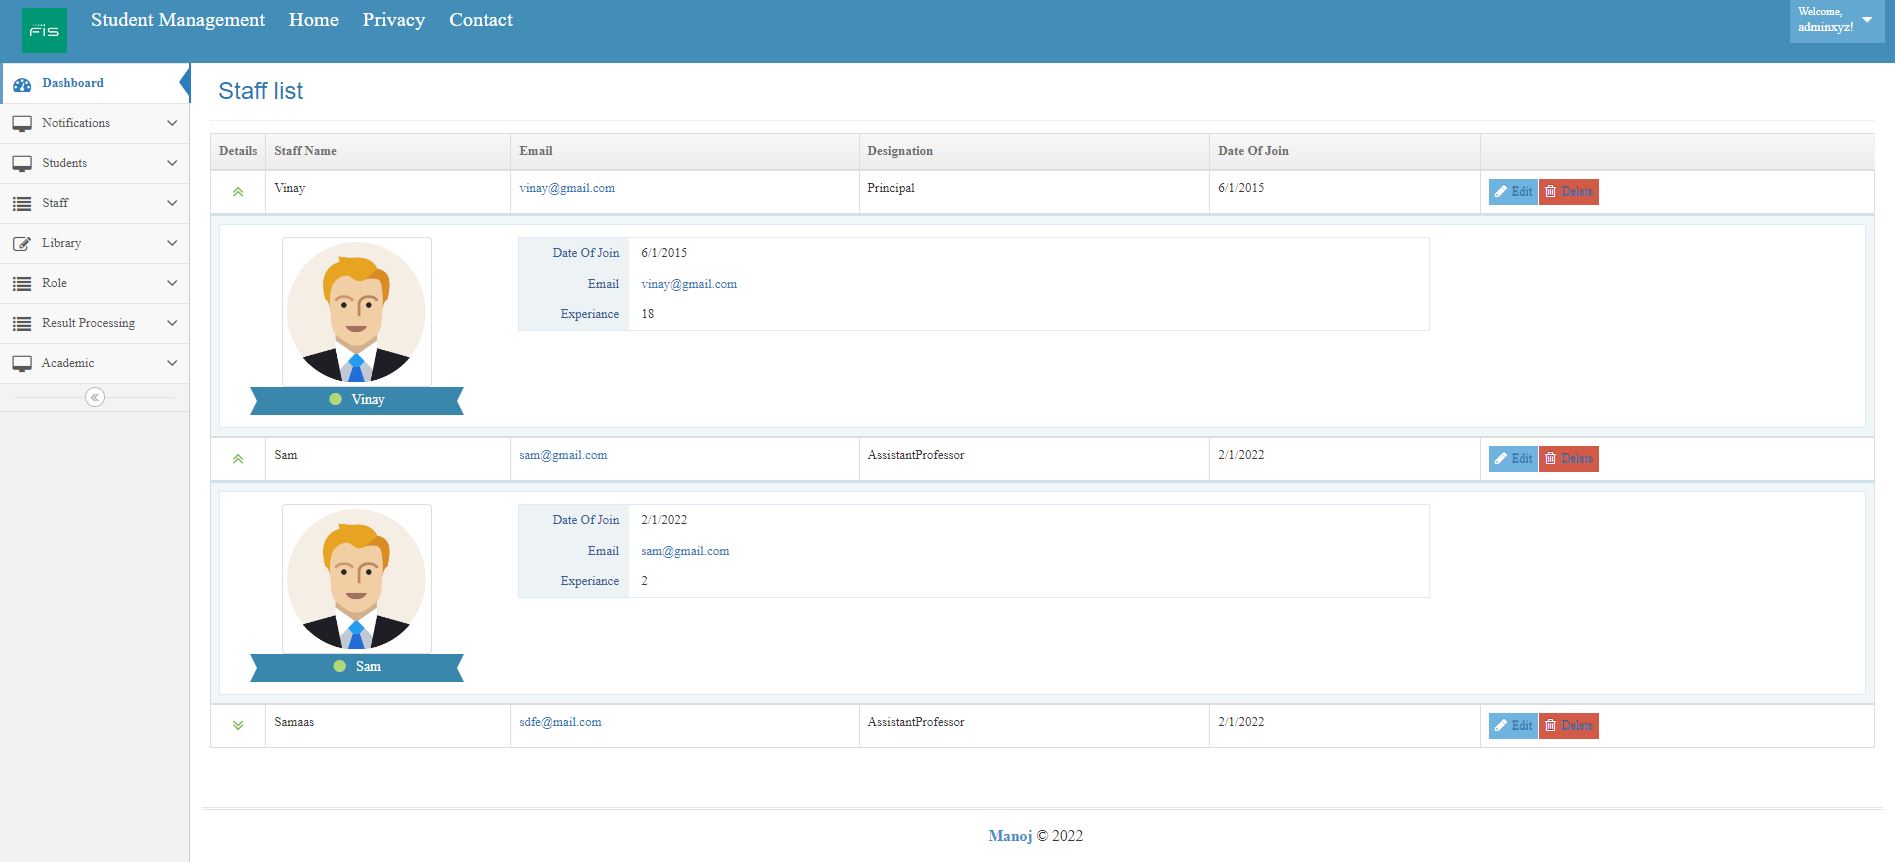 FIS Student Management Home Privacy Contact Welcome, adminxyz!
Dashboard
Notifications
Students
Staff
Library
Role
Result Processing
Academic
Staff list
Details Staff Name Email Designation Date Of Join
Vinay vinay@gmail.com Principal 6/1/2015 Edit Delete
Date Of Join 6/1/2015
Email vinay@gmail.com
Experiance 18
Vinay
Sam sam@gmail.com AssistantProfessor 2/1/2022 Edit Delete
Date Of Join 2/1/2022
Email sam@gmail.com
Experiance 2
Sam
Samaas sdfe@mail.com AssistantProfessor 2/1/2022 Edit Delete
Manoj © 2022